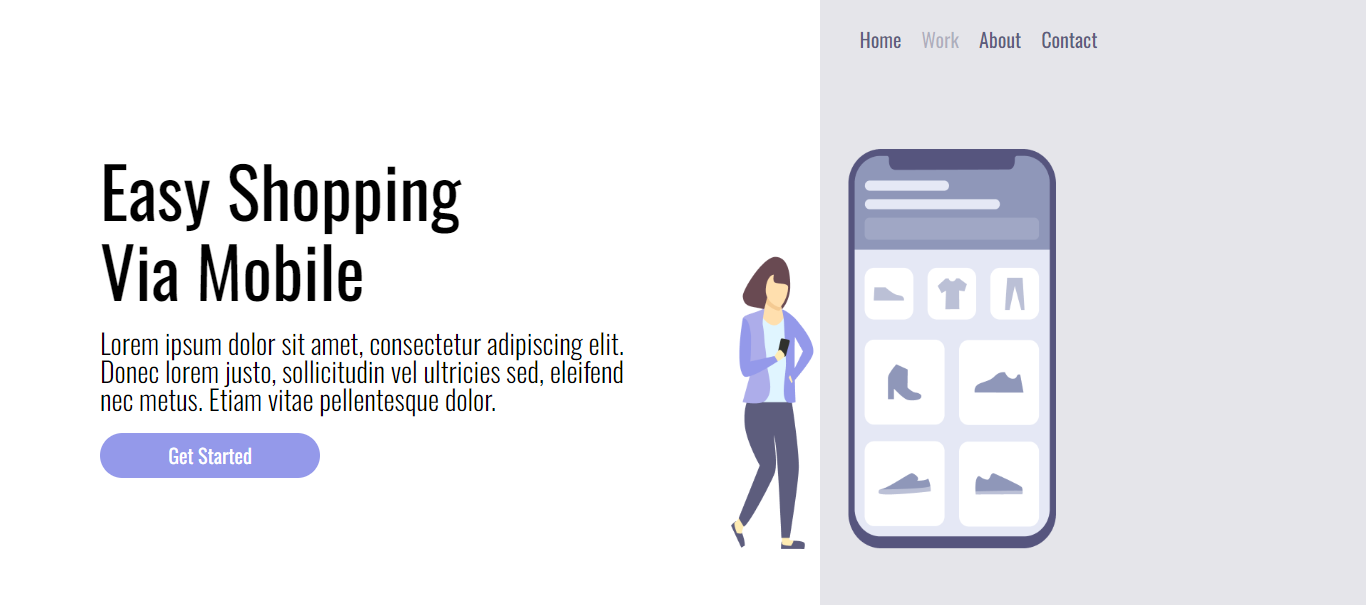 Home Work About Contact
Easy Shopping
Via Mobile
Lorem ipsum dolor sit amet, consectetur adipiscing elit.
Donec lorem justo, sollicitudin vel ultricies sed, eleifend
nec metus. Etiam vitae pellentesque dolor.
Get Started